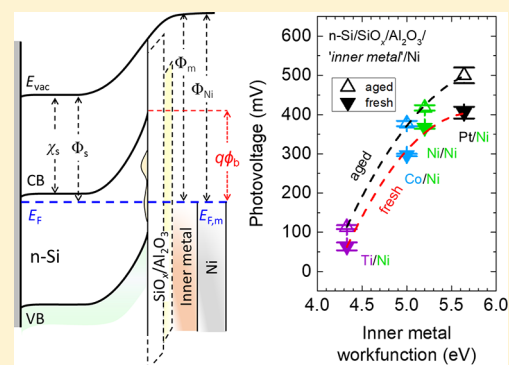 E_vac
Φ_m
Φ_Ni
χ_s
Φ_s
qϕ_b
CB
E_F
E_F,m
n-Si
SiO_x/Al₂O₃
Inner metal
Ni
VB
n-Si/SiO_x/Al₂O₃/
'inner metal'/Ni
aged
fresh
Photovoltage (mV)
600
500
400
300
200
100
0
aged
fresh
Pt/Ni
Ni/Ni
Co/Ni
Ti/Ni
4.0 4.5 5.0 5.5 6.0
Inner metal
workfunction (eV)